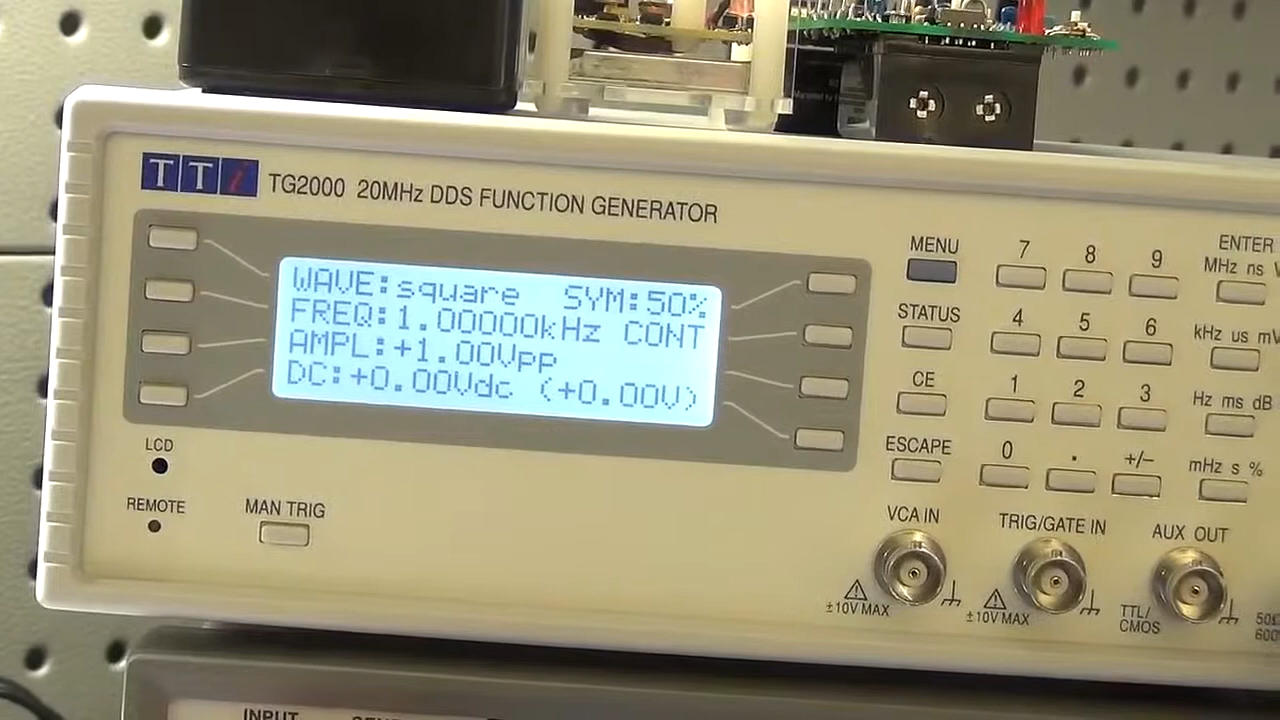 TTi TG2000 20MHz DDS FUNCTION GENERATOR
WAVE:square SYM:50%
FREQ:1.00000kHz CONT
AMPL:+1.00Vpp
DC:+0.00Vdc (+0.00V)
LCD
REMOTE
MAN TRIG
MENU
STATUS
CE
ESCAPE
7 8 9
4 5 6
1 2 3
0 . +/-
ENTER
MHz ns
kHz us mV
Hz ms dB
mHz s %
VCA IN
TRIG/GATE IN
AUX OUT
±10V MAX
±10V MAX
TTL/
CMOS
INPUT